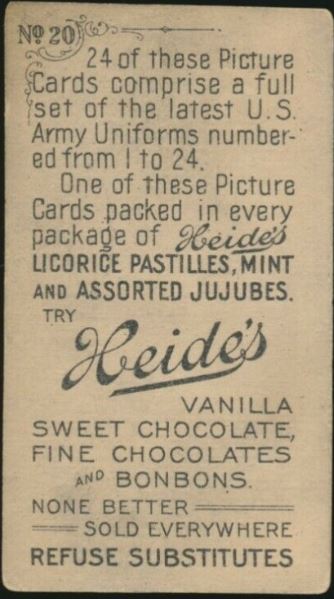 No 20
24 of these Picture
Cards comprise a full
set of the latest U.S.
Army Uniforms number-
ed from 1 to 24.
One of these Picture
Cards packed in every
package of Heide's
LICORICE PASTILLES, MINT
AND ASSORTED JUJUBES.
TRY
Heide's
VANILLA
SWEET CHOCOLATE,
FINE CHOCOLATES
AND BONBONS.
NONE BETTER
SOLD EVERYWHERE
REFUSE SUBSTITUTES